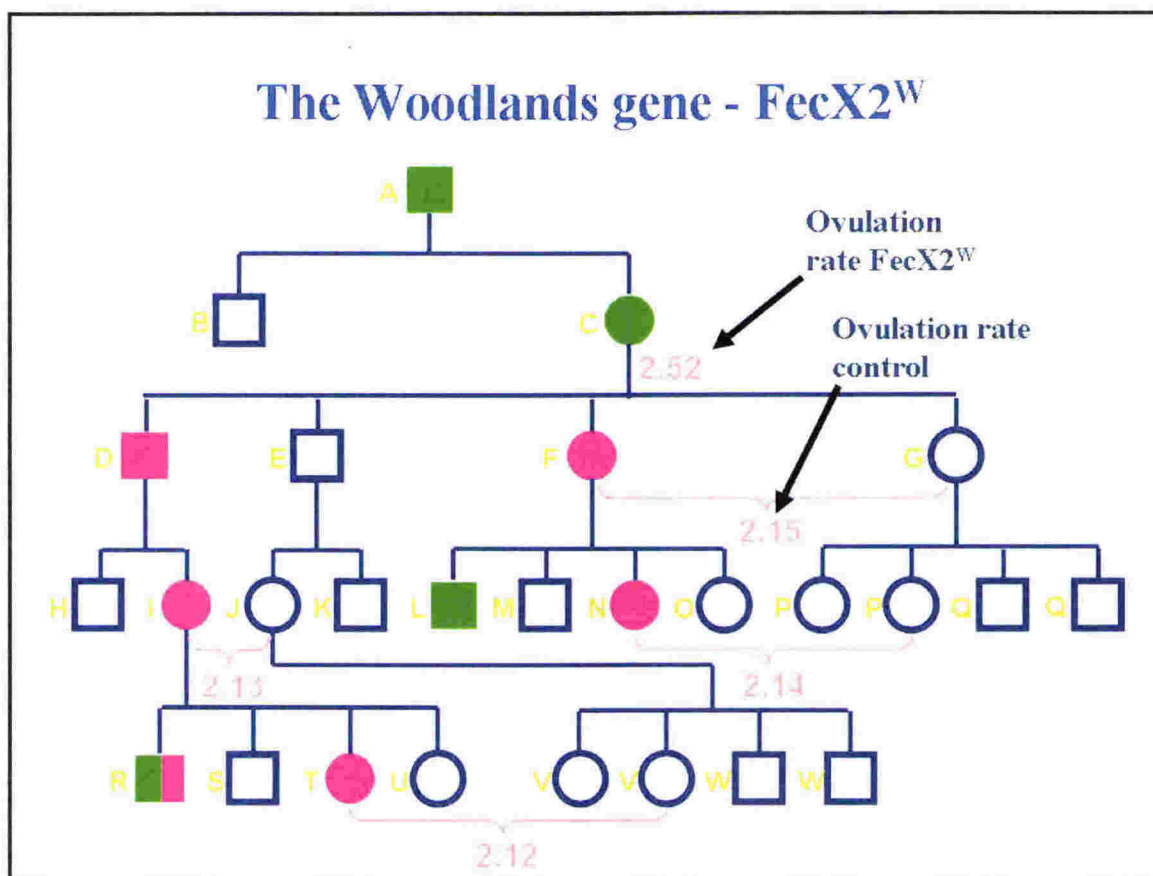 The Woodlands gene - FecX2ᵂ
A
Ovulation
rate FecX2ᵂ
B
C
Ovulation rate
control
2.52
D
E
F
G
2.15
H
I
J
K
L
M
N
O
P
P
Q
Q
2.13
2.14
R
S
T
U
V
V
W
W
2.12